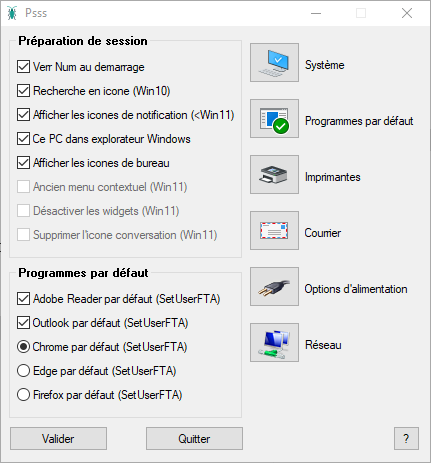 Psss
Préparation de session
Verr Num au demarrage
Recherche en icone (Win10)
Afficher les icones de notification (<Win11)
Ce PC dans explorateur Windows
Afficher les icones de bureau
Ancien menu contextuel (Win11)
Désactiver les widgets (Win11)
Supprimer l'icone conversation (Win11)
Programmes par défaut
Adobe Reader par défaut (SetUserFTA)
Outlook par défaut (SetUserFTA)
Chrome par défaut (SetUserFTA)
Edge par défaut (SetUserFTA)
Firefox par défaut (SetUserFTA)
Système
Programmes par défaut
Imprimantes
Courrier
Options d'alimentation
Réseau
Valider
Quitter
?